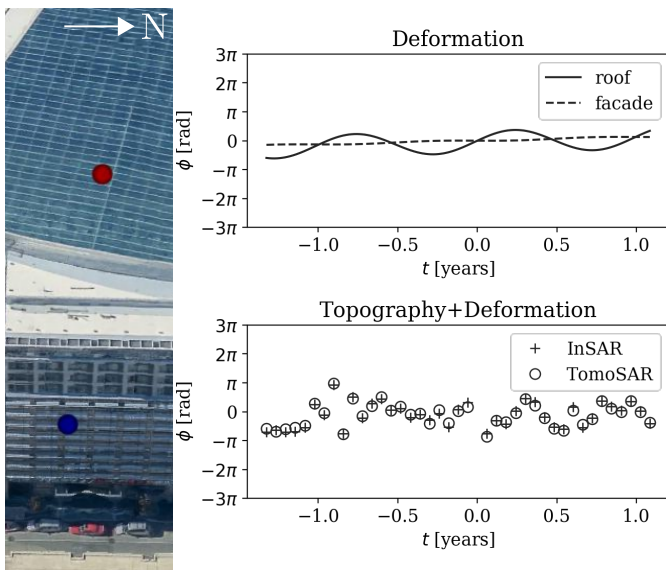 N
Deformation
3π
2π
π
0
−π
−2π
−3π
ϕ [rad]
roof
facade
−1.0 −0.5 0.0 0.5 1.0
t [years]
Topography+Deformation
3π
2π
π
0
−π
−2π
−3π
ϕ [rad]
InSAR
TomoSAR
−1.0 −0.5 0.0 0.5 1.0
t [years]